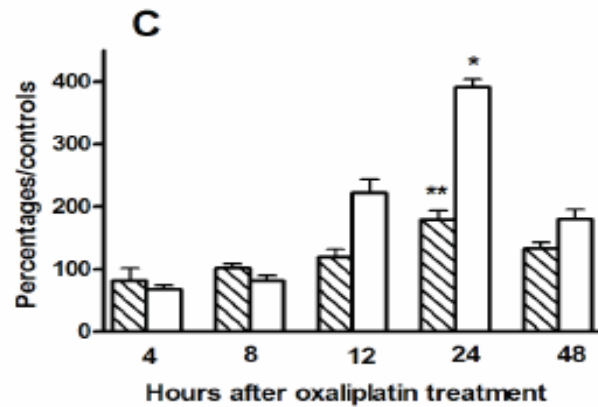 C
Percentages/controls
400
300
200
100
0
*
**
4 8 12 24 48
Hours after oxaliplatin treatment